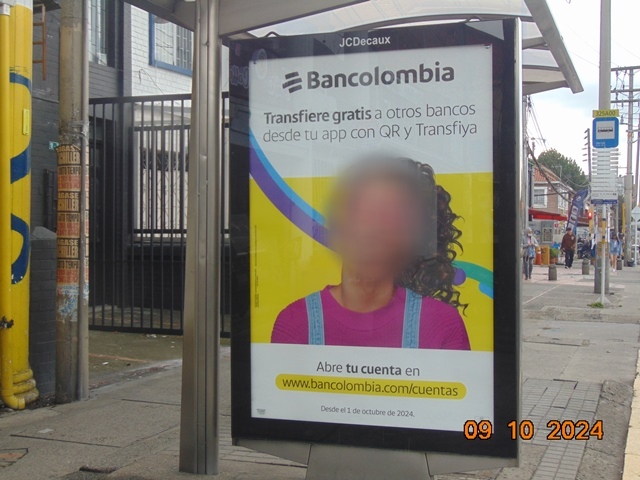 JCDecaux
Bancolombia
Transfiere gratis a otros bancos
desde tu app con QR y Transfiya
Abre tu cuenta en
www.bancolombia.com/cuentas
Desde el 1 de octubre de 2024.
09 10 2024